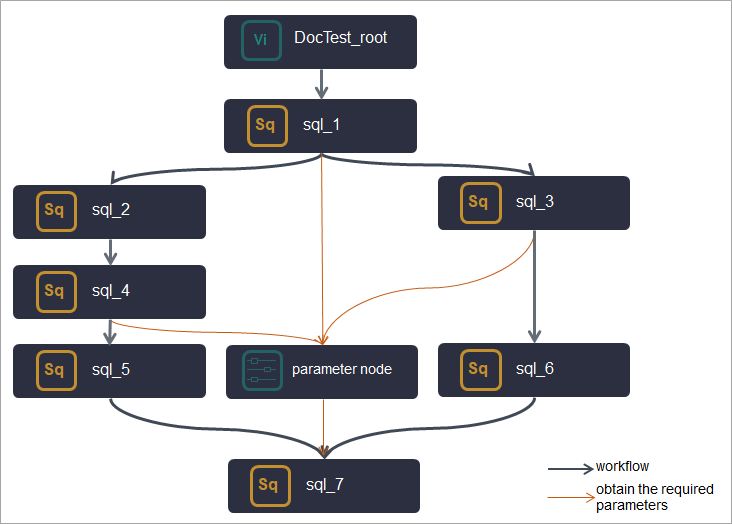 Vi DocTest_root
Sq sql_1
Sq sql_2
Sq sql_3
Sq sql_4
Sq sql_5
parameter node
Sq sql_6
Sq sql_7
workflow
obtain the required
parameters